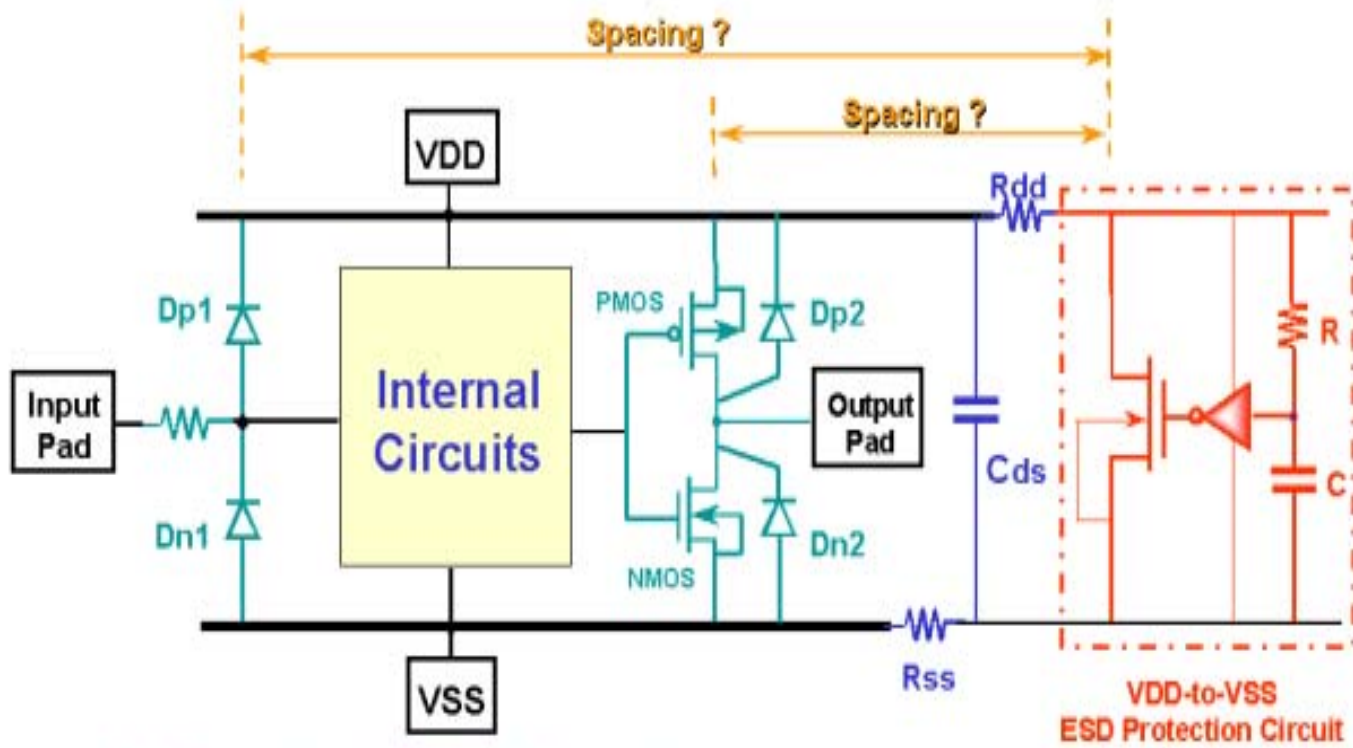 Spacing ?
Spacing ?
VDD
Rdd
Dp1
PMOS
Dp2
R
Input
Pad
Internal
Circuits
Output
Pad
Cds
C
Dn1
Dn2
NMOS
Rss
VSS
VDD-to-VSS
ESD Protection Circuit